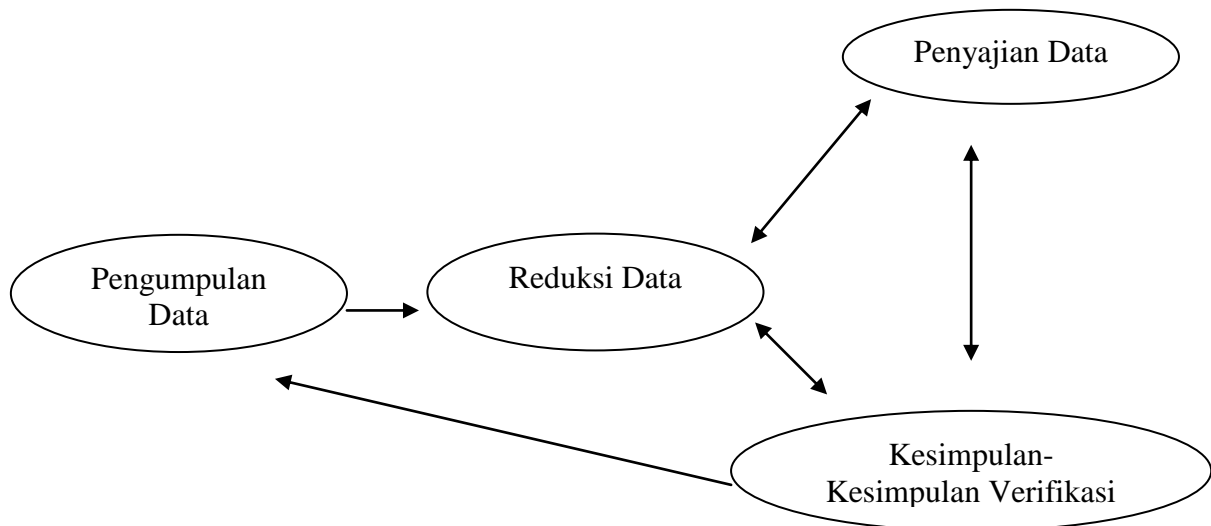 Penyajian Data
Pengumpulan
Data
Reduksi Data
Kesimpulan-
Kesimpulan Verifikasi